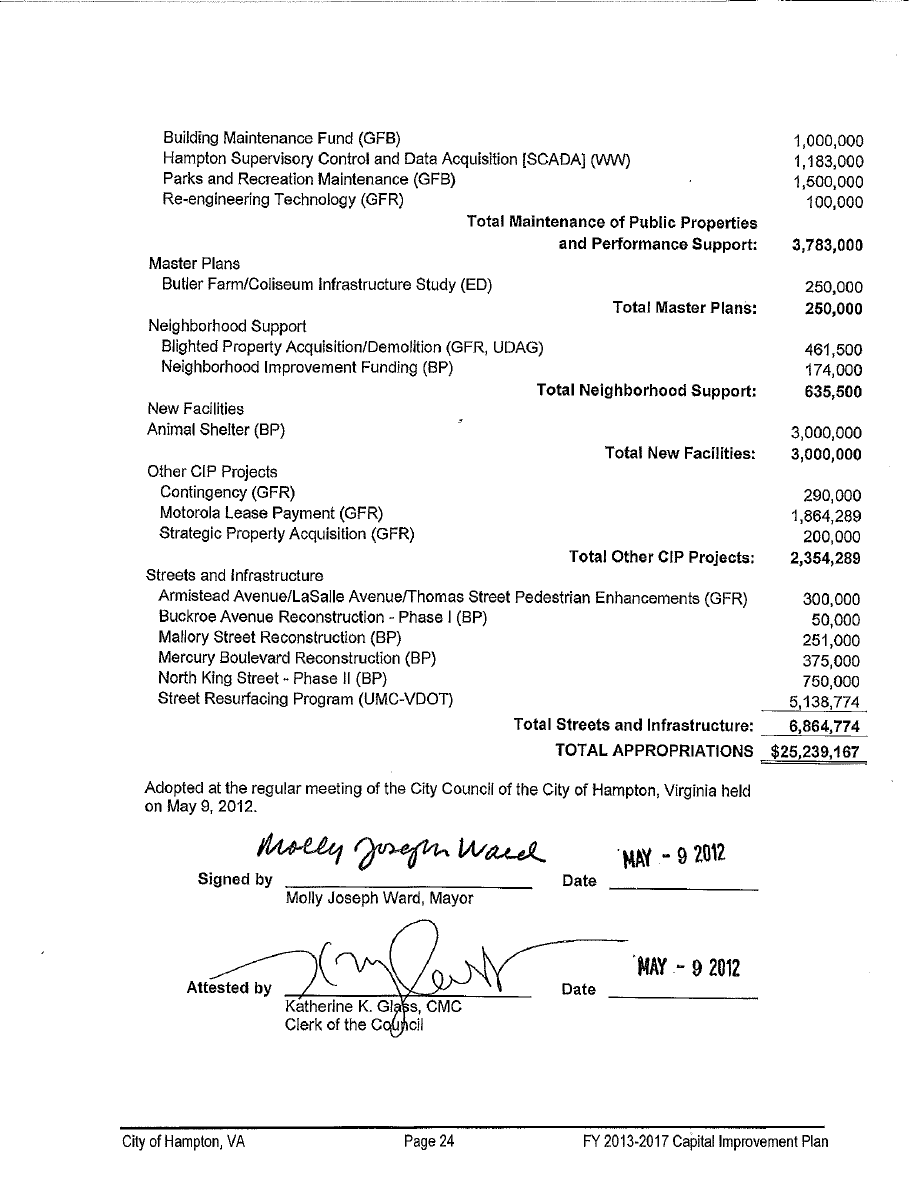 Building Maintenance Fund (GFB) 1,000,000
Hampton Supervisory Control and Data Acquisition [SCADA] (WW) 1,183,000
Parks and Recreation Maintenance (GFB) 1,500,000
Re-engineering Technology (GFR) 100,000
Total Maintenance of Public Properties
and Performance Support: 3,783,000
Master Plans
Butler Farm/Coliseum Infrastructure Study (ED) 250,000
Total Master Plans: 250,000
Neighborhood Support
Blighted Property Acquisition/Demolition (GFR, UDAG) 461,500
Neighborhood Improvement Funding (BP) 174,000
Total Neighborhood Support: 635,500
New Facilities
Animal Shelter (BP) 3,000,000
Total New Facilities: 3,000,000
Other CIP Projects
Contingency (GFR) 290,000
Motorola Lease Payment (GFR) 1,864,289
Strategic Property Acquisition (GFR) 200,000
Total Other CIP Projects: 2,354,289
Streets and Infrastructure
Armistead Avenue/LaSalle Avenue/Thomas Street Pedestrian Enhancements (GFR) 300,000
Buckroe Avenue Reconstruction - Phase I (BP) 50,000
Mallory Street Reconstruction (BP) 251,000
Mercury Boulevard Reconstruction (BP) 375,000
North King Street - Phase II (BP) 750,000
Street Resurfacing Program (UMC-VDOT) 5,138,774
Total Streets and Infrastructure: 6,864,774
TOTAL APPROPRIATIONS $25,239,167
Adopted at the regular meeting of the City Council of the City of Hampton, Virginia held
on May 9, 2012.
Molly Joseph Ward MAY - 9 2012
Signed by Date
Molly Joseph Ward, Mayor
MAY - 9 2012
Attested by Date
Katherine K. Glass, CMC
Clerk of the Council
City of Hampton, VA Page 24 FY 2013-2017 Capital Improvement Plan